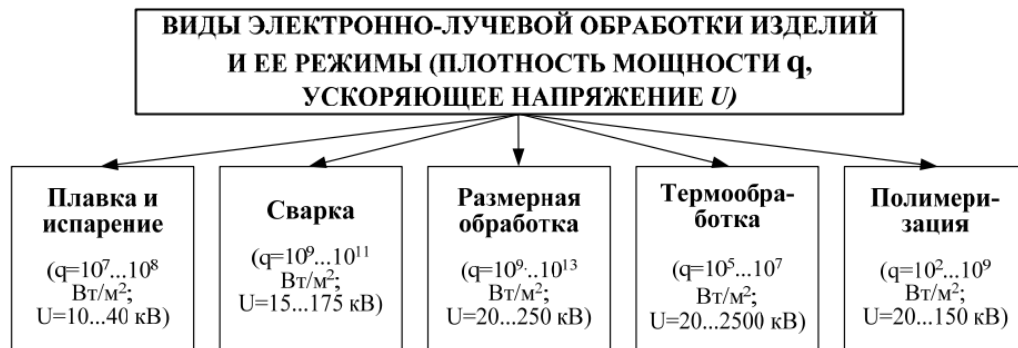 ВИДЫ ЭЛЕКТРОННО-ЛУЧЕВОЙ ОБРАБОТКИ ИЗДЕЛИЙ
И ЕЕ РЕЖИМЫ (ПЛОТНОСТЬ МОЩНОСТИ q,
УСКОРЯЮЩЕЕ НАПРЯЖЕНИЕ U)
Плавка и
испарение
(q=10⁷...10⁸
Вт/м²;
U=10...40 кВ)
Сварка
(q=10⁹...10¹¹
Вт/м²;
U=15...175 кВ)
Размерная
обработка
(q=10⁹...10¹³
Вт/м²;
U=20...250 кВ)
Термообра-
ботка
(q=10⁵...10⁷
Вт/м²;
U=20...2500 кВ)
Полимери-
зация
(q=10²...10⁹
Вт/м²;
U=20...150 кВ)